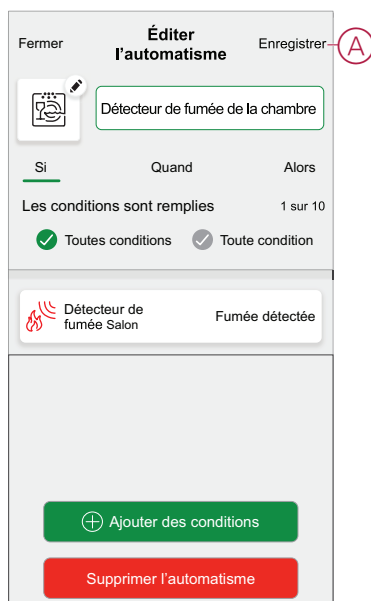 Fermer
Éditer
l'automatisme
Enregistrer
A
Détecteur de fumée de la chambre
Si
Quand
Alors
Les conditions sont remplies
1 sur 10
Toutes conditions
Toute condition
Détecteur de
fumée Salon
Fumée détectée
Ajouter des conditions
Supprimer l'automatisme